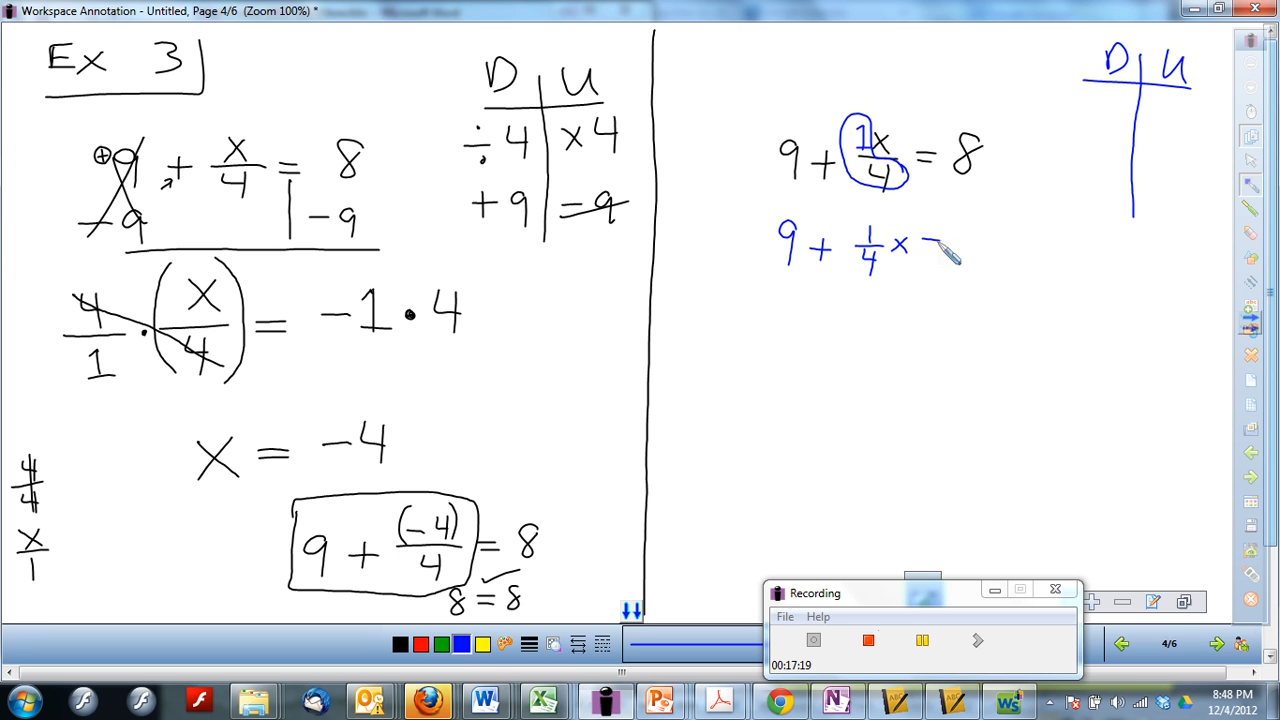 Workspace Annotation - Untitled, Page 4/6 (Zoom 100%) *
Ex 3
9 + x/4 = 8
- 9 | - 9
D | U
÷ 4 | x 4
+ 9 | = 9
4/1 · (x/4) = -1 · 4
x = -4
4/4
x/1
9 + (-4)/4 = 8
8 = 8
D | U
9 + 1x/4 = 8
9 + 1/4 x =
Recording
File Help
00:17:19
4/6
8:48 PM
12/4/2012